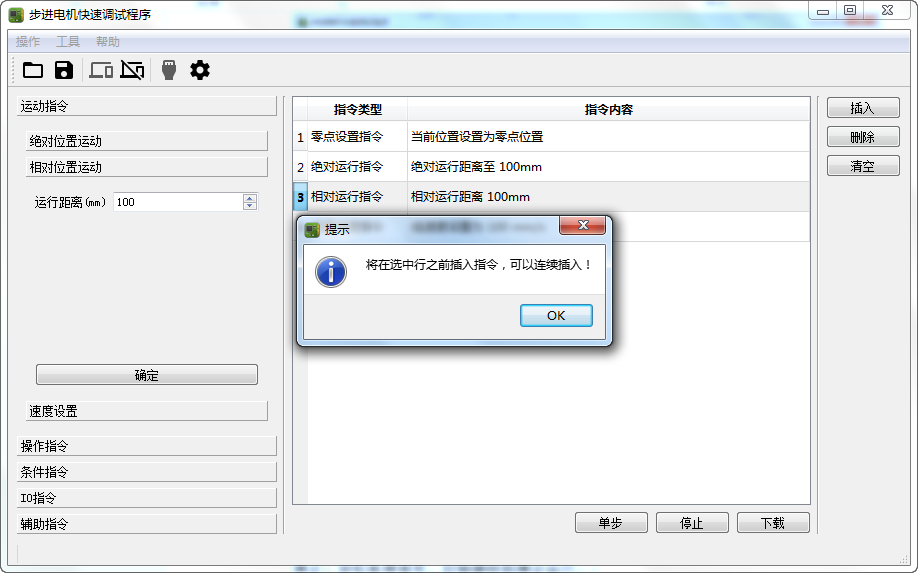 步进电机快速调试程序
操作 工具 帮助
运动指令
绝对位置运动
相对位置运动
运行距离(mm) 100
确定
速度设置
操作指令
条件指令
IO指令
辅助指令
指令类型 指令内容
1 零点设置指令 当前位置设置为零点位置
2 绝对运行指令 绝对运行距离至 100mm
3 相对运行指令 相对运行距离 100mm
提示
将在选中行之前插入指令，可以连续插入！
OK
单步 停止 下载
插入
删除
清空